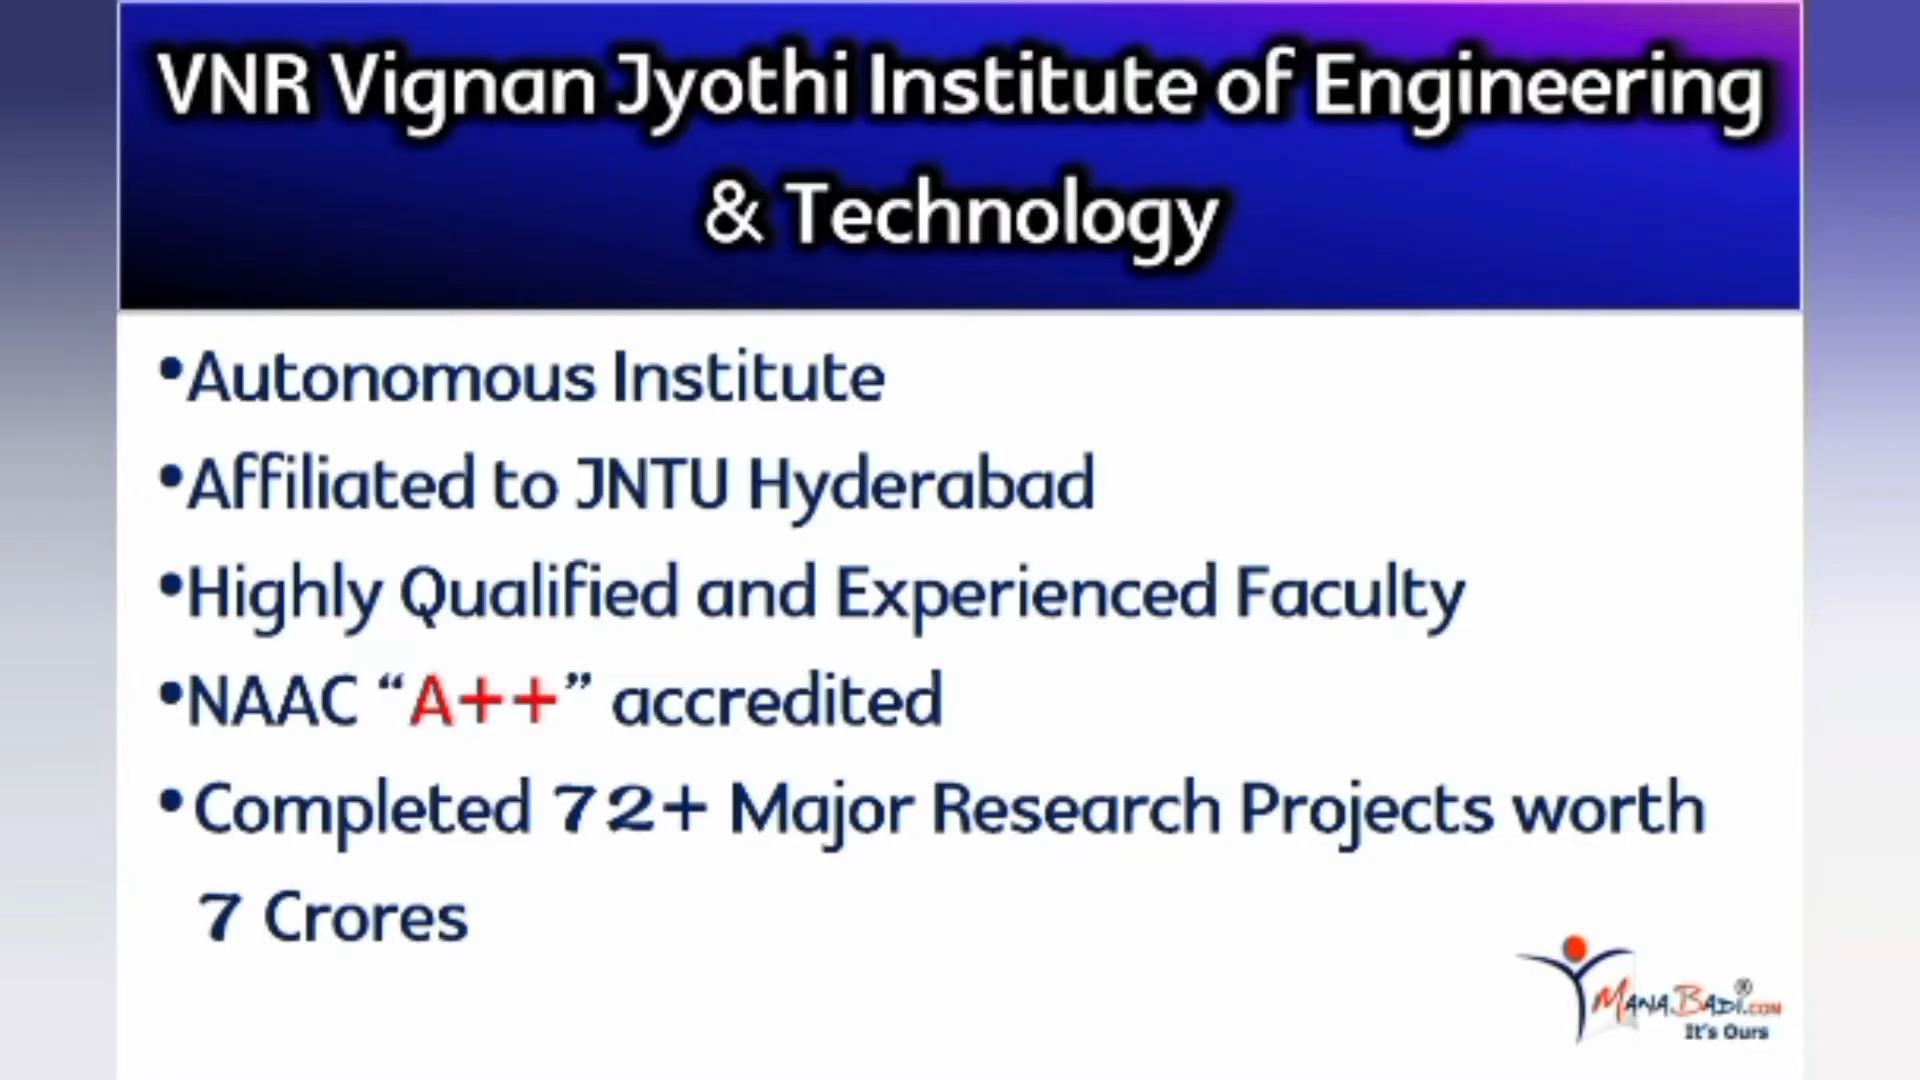 VNR Vignan Jyothi Institute of Engineering
& Technology
•Autonomous Institute
•Affiliated to JNTU Hyderabad
•Highly Qualified and Experienced Faculty
•NAAC “A++” accredited
•Completed 72+ Major Research Projects worth
7 Crores
MANABADI.COM®
It's Ours